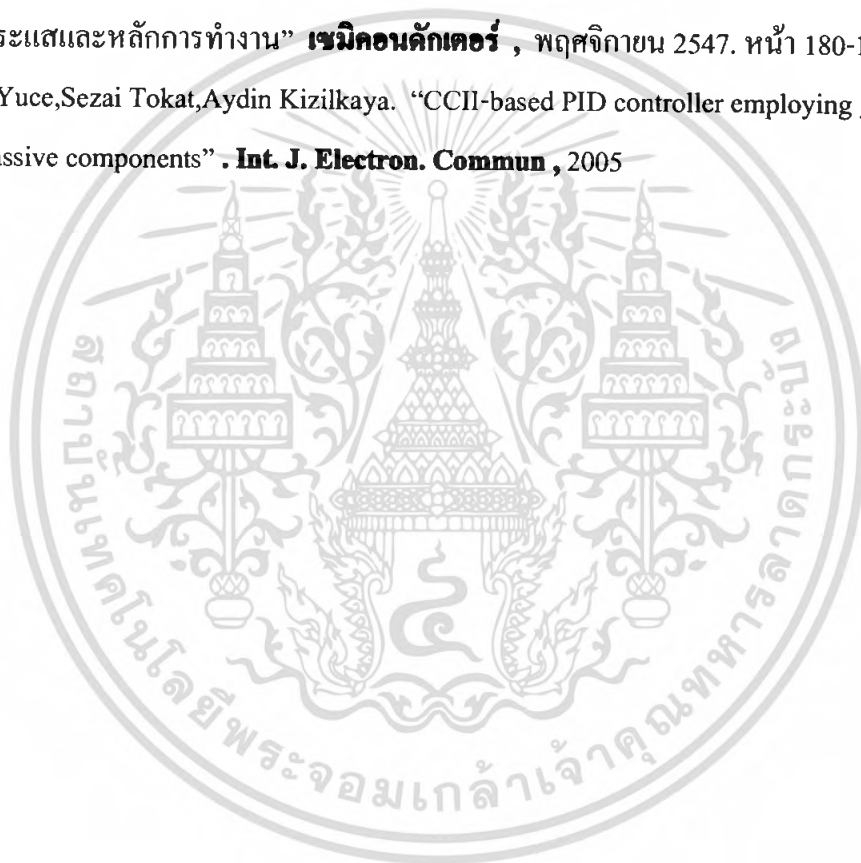 ระแสและหลักการทำงาน” เซมิคอนดักเตอร์ , พฤศจิกายน 2547. หน้า 180-1
Yuce,Sezai Tokat,Aydin Kizilkaya. “CCII-based PID controller employing
assive components” . Int. J. Electron. Commun , 2005
๔
สถาบันเทคโนโลยีพระจอมเกล้าเจ้าคุณทหารลาดกระบัง